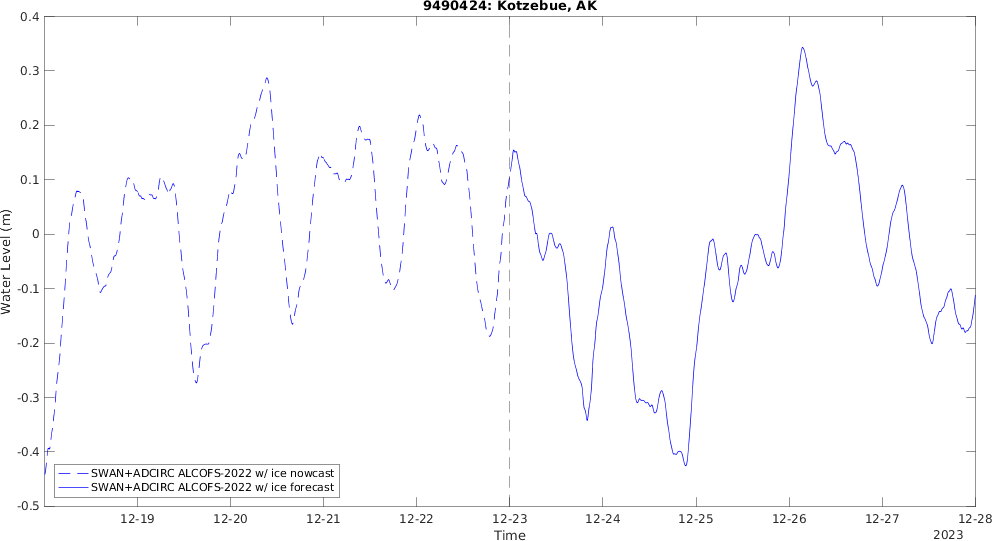 9490424: Kotzebue, AK
0.4
0.3
0.2
0.1
0
-0.1
-0.2
-0.3
-0.4
-0.5
Water Level (m)
SWAN+ADCIRC ALCOFS-2022 w/ ice nowcast
SWAN+ADCIRC ALCOFS-2022 w/ ice forecast
12-19 12-20 12-21 12-22 12-23 12-24 12-25 12-26 12-27 12-28
Time
2023